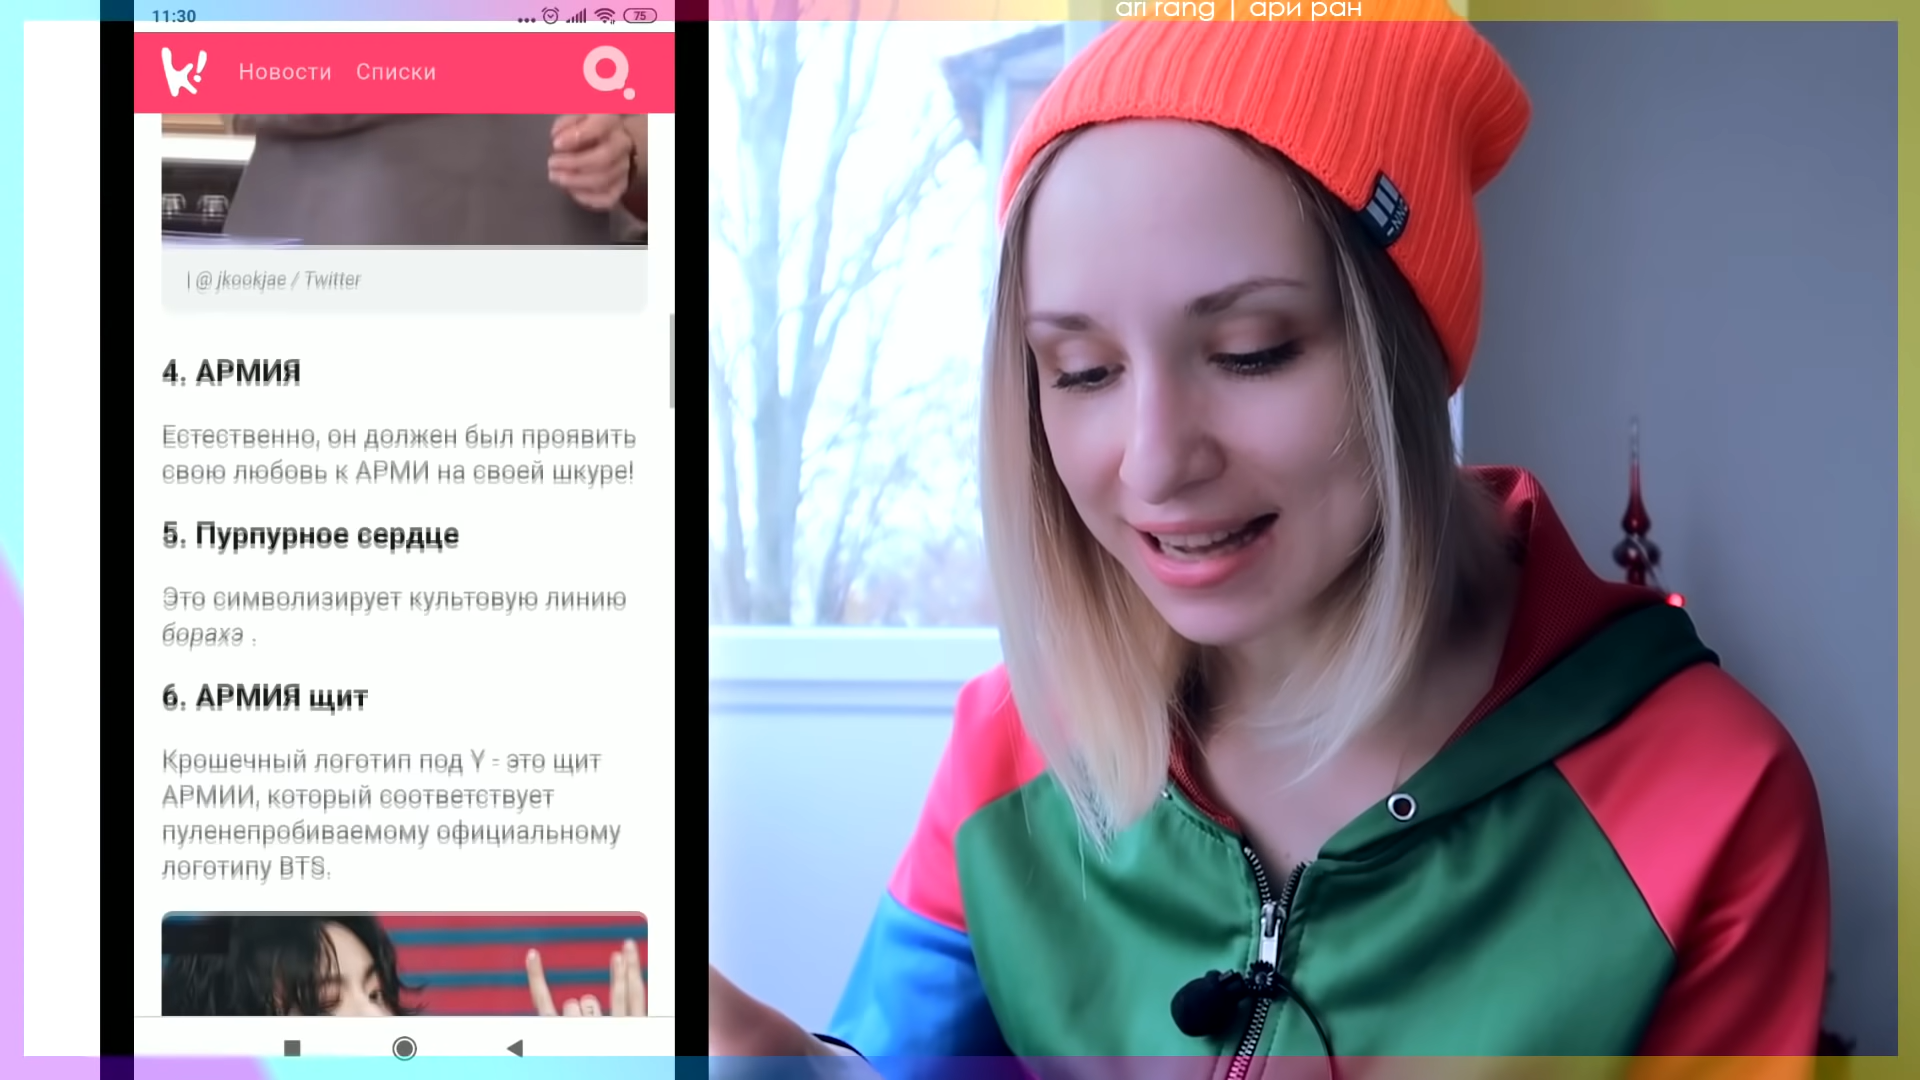 ari rang | ари ран
11:30
75
k!
Новости Списки
| @ jkookjae / Twitter
4. АРМИЯ
Естественно, он должен был проявить
свою любовь к АРМИ на своей шкуре!
5. Пурпурное сердце
Это символизирует культовую линию
борахэ .
6. АРМИЯ щит
Крошечный логотип под Y - это щит
АРМИИ, который соответствует
пуленепробиваемому официальному
логотипу BTS.